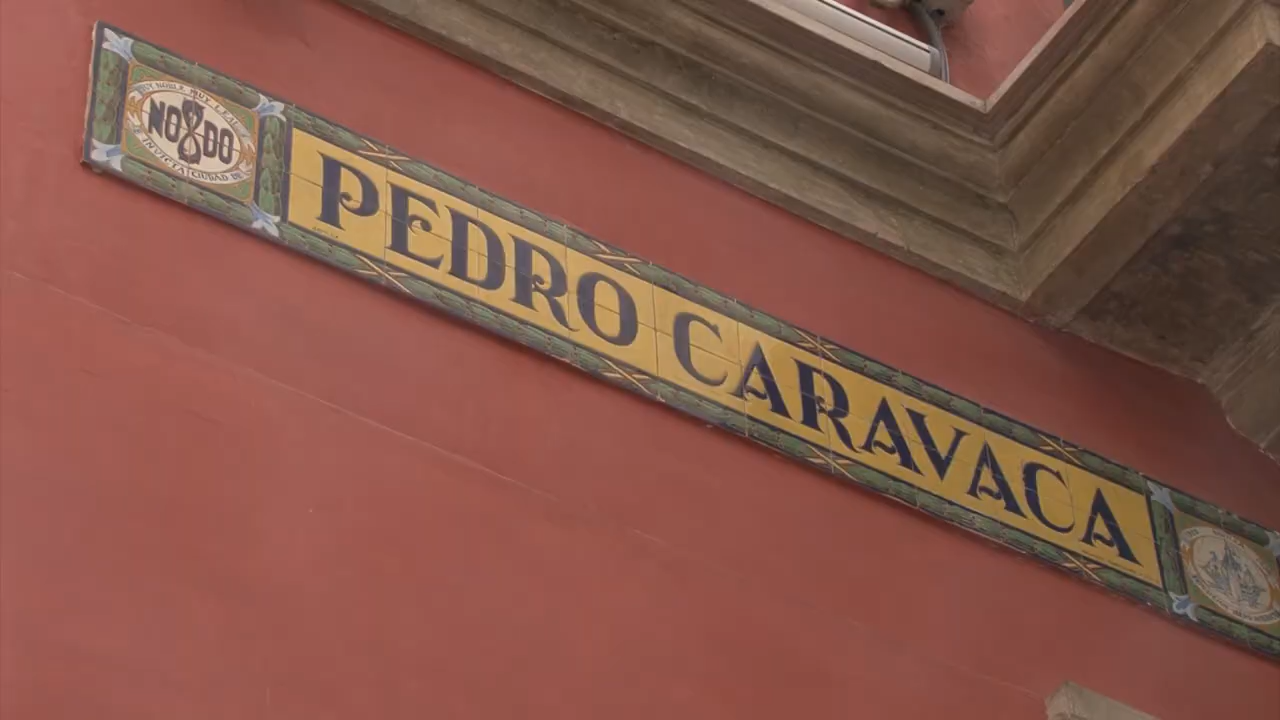 MUY NOBLE MUY LEAL
NO8DO
INVICTA CIUDAD DE
PEDRO CARAVACA